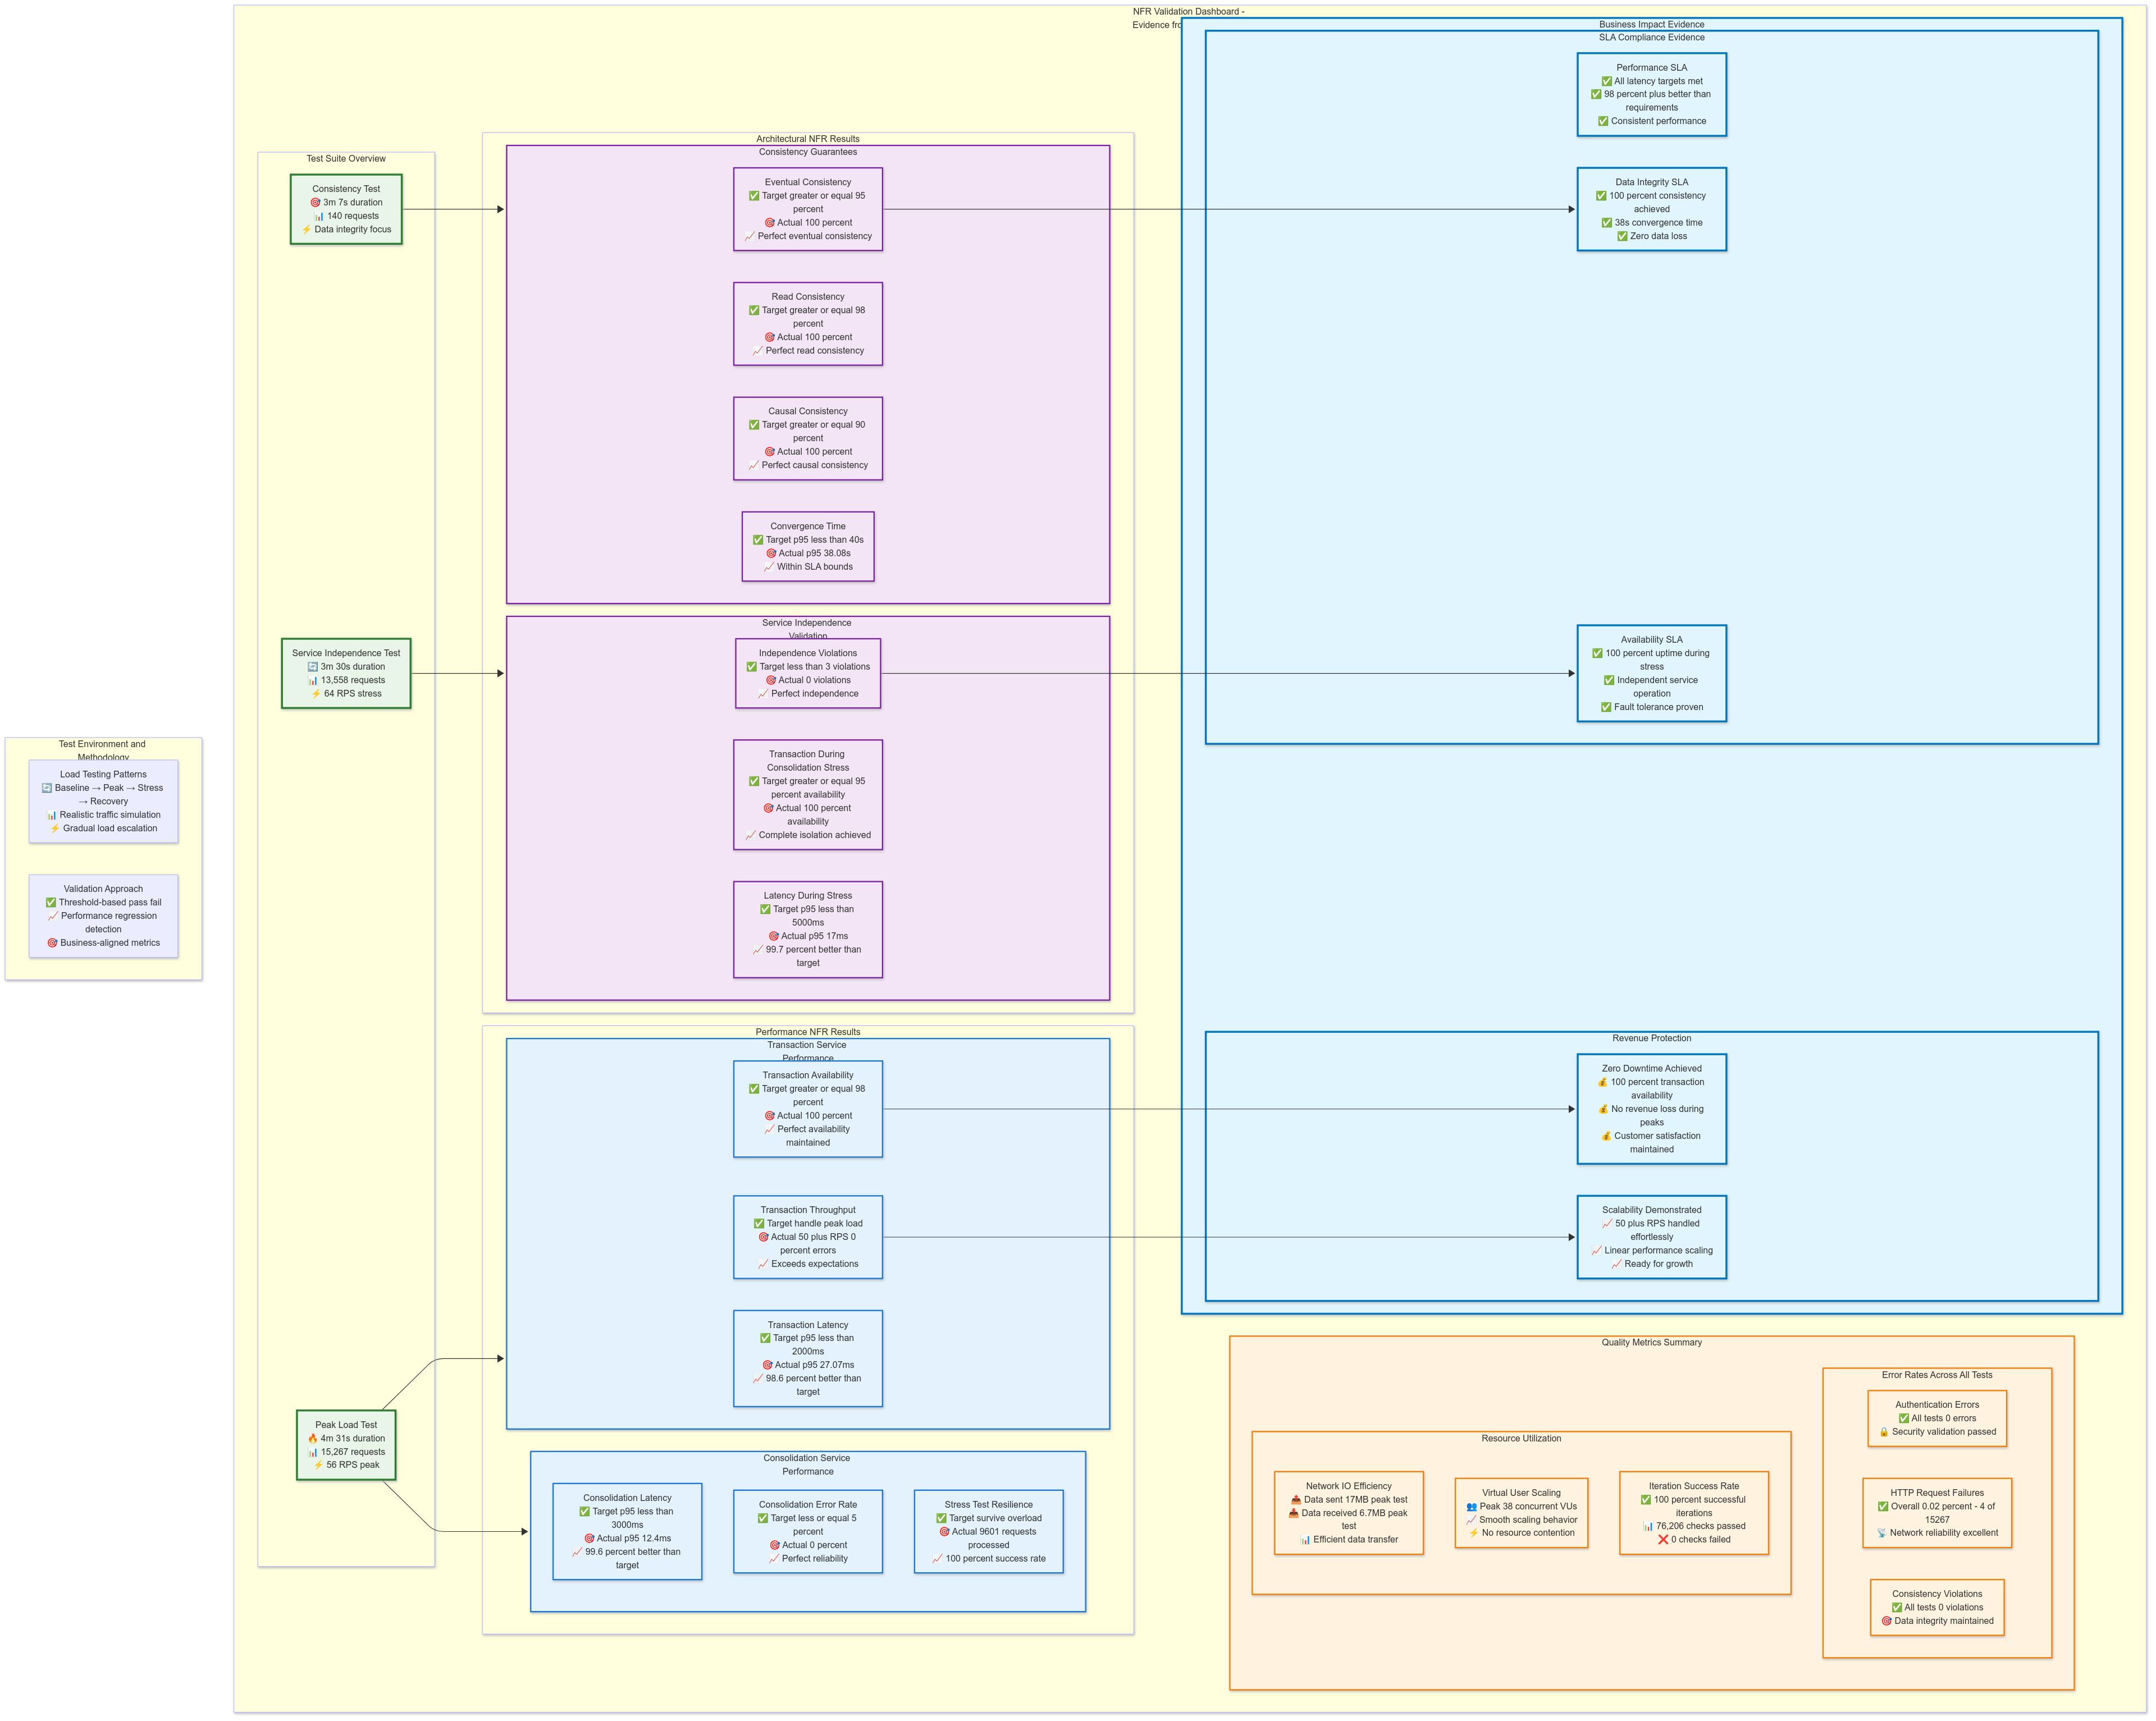 NFR Validation Dashboard -
Evidence
Test Environment and
Methodology
Load Testing Patterns
🔄 Baseline → Peak → Stress
→ Recovery
📊 Realistic traffic simulation
⚡ Gradual load escalation
Validation Approach
✅ Threshold-based pass fail
📈 Performance regression
detection
🎯 Business-aligned metrics
Test Suite Overview
Consistency Test
🎯 3m 7s duration
📊 140 requests
⚡ Data integrity focus
Service Independence Test
🔄 3m 30s duration
📊 13,558 requests
⚡ 64 RPS stress
Peak Load Test
🔥 4m 31s duration
📊 15,267 requests
⚡ 56 RPS peak
Architectural NFR Results
Consistency Guarantees
Eventual Consistency
✅ Target greater or equal 95
percent
🎯 Actual 100 percent
📈 Perfect eventual consistency
Read Consistency
✅ Target greater or equal 98
percent
🎯 Actual 100 percent
📈 Perfect read consistency
Causal Consistency
✅ Target greater or equal 90
percent
🎯 Actual 100 percent
📈 Perfect causal consistency
Convergence Time
✅ Target p95 less than 40s
🎯 Actual p95 38.08s
📈 Within SLA bounds
Service Independence
Validation
Independence Violations
✅ Target less than 3 violations
🎯 Actual 0 violations
📈 Perfect independence
Transaction During
Consolidation Stress
✅ Target greater or equal 95
percent availability
🎯 Actual 100 percent
availability
📈 Complete isolation achieved
Latency During Stress
✅ Target p95 less than
5000ms
🎯 Actual p95 17ms
📈 99.7 percent better than
target
Performance NFR Results
Transaction Service
Performance
Transaction Availability
✅ Target greater or equal 98
percent
🎯 Actual 100 percent
📈 Perfect availability
maintained
Transaction Throughput
✅ Target handle peak load
🎯 Actual 50 plus RPS 0
percent errors
📈 Exceeds expectations
Transaction Latency
✅ Target p95 less than
2000ms
🎯 Actual p95 27.07ms
📈 98.6 percent better than
target
Consolidation Service
Performance
Consolidation Latency
✅ Target p95 less than
3000ms
🎯 Actual p95 12.4ms
📈 99.6 percent better than
target
Consolidation Error Rate
✅ Target less or equal 5
percent
🎯 Actual 0 percent
📈 Perfect reliability
Stress Test Resilience
✅ Target survive overload
🎯 Actual 9601 requests
processed
📈 100 percent success rate
Business Impact Evidence
SLA Compliance Evidence
Performance SLA
✅ All latency targets met
✅ 98 percent plus better than
requirements
✅ Consistent performance
Data Integrity SLA
✅ 100 percent consistency
achieved
✅ 38s convergence time
✅ Zero data loss
Availability SLA
✅ 100 percent uptime during
stress
✅ Independent service
operation
✅ Fault tolerance proven
Revenue Protection
Zero Downtime Achieved
💰 100 percent transaction
availability
💰 No revenue loss during
peaks
💰 Customer satisfaction
maintained
Scalability Demonstrated
📈 50 plus RPS handled
effortlessly
📈 Linear performance scaling
📈 Ready for growth
Quality Metrics Summary
Resource Utilization
Network IO Efficiency
📤 Data sent 17MB peak test
📥 Data received 6.7MB peak
test
📊 Efficient data transfer
Virtual User Scaling
👥 Peak 38 concurrent VUs
📈 Smooth scaling behavior
⚡ No resource contention
Iteration Success Rate
✅ 100 percent successful
iterations
📊 76,206 checks passed
❌ 0 checks failed
Error Rates Across All Tests
Authentication Errors
✅ All tests 0 errors
🔒 Security validation passed
HTTP Request Failures
✅ Overall 0.02 percent - 4 of
15267
📡 Network reliability excellent
Consistency Violations
✅ All tests 0 violations
🎯 Data integrity maintained